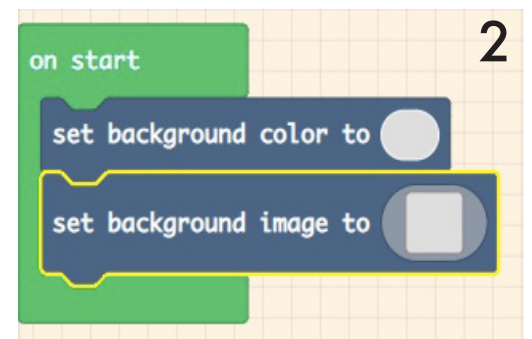 2
on start
set background color to
set background image to